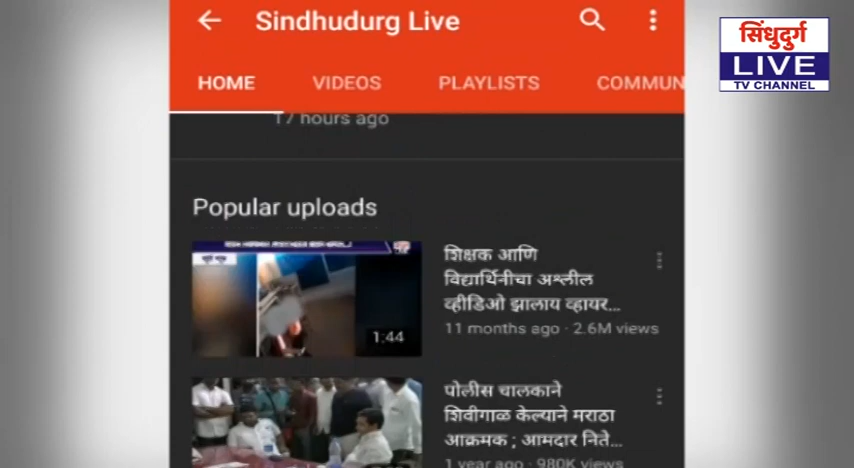 Sindhudurg Live
सिंधुदुर्ग
LIVE
TV CHANNEL
HOME VIDEOS PLAYLISTS COMMUN
17 hours ago
Popular uploads
शिक्षक आणि
विद्यार्थिनीचा अश्लील
व्हीडिओ झालाय व्हायर...
11 months ago · 2.6M views
1:44
पोलीस चालकाने
शिवीगाळ केल्याने मराठा
आक्रमक ; आमदार निते...
1 year ago · 980K views